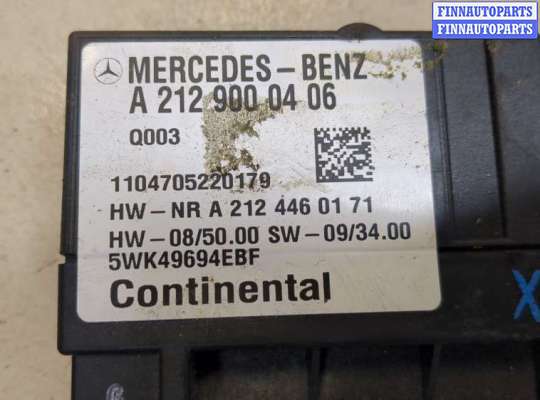 FINNAUTOPARTS
FINNAUTOPARTS
MERCEDES-BENZ
A 212 900 04 06
Q003
1104705220179
HW-NR A 212 446 01 71
HW-08/50.00 SW-09/34.00
5WK49694EBF
Continental
X